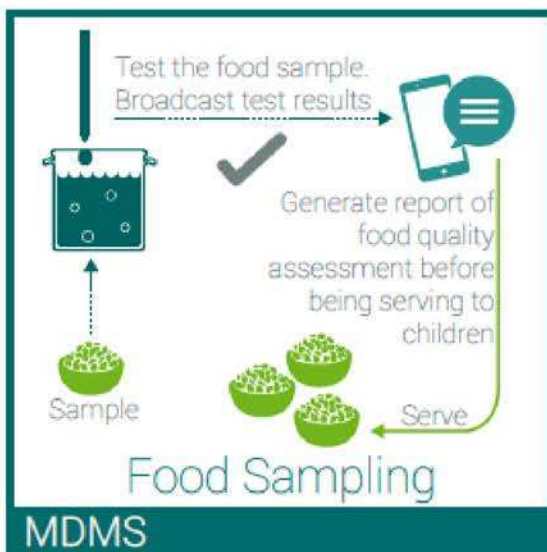 Test the food sample.
Broadcast test results
Generate report of
food quality
assessment before
being serving to
children
Sample
Serve
Food Sampling
MDMS